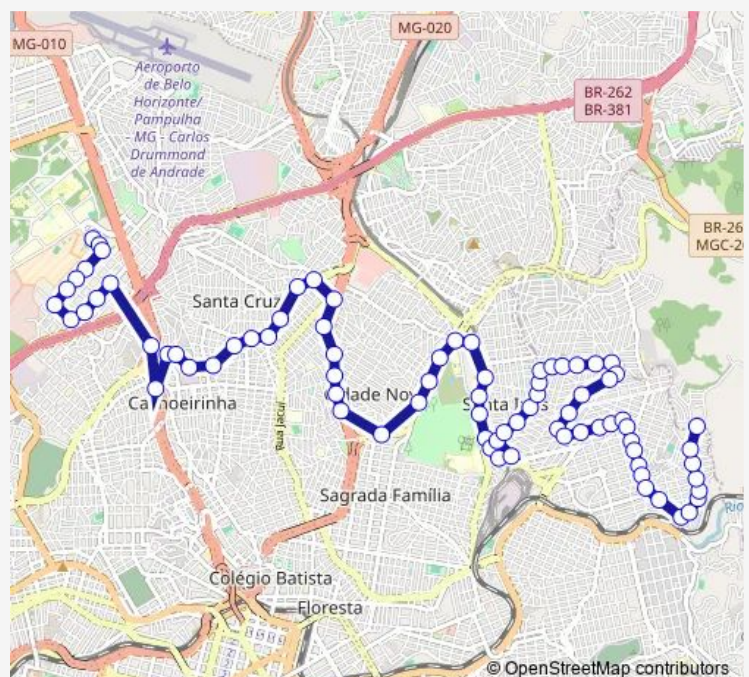 MG-010
MG-020
Aeroporto
de Belo
Horizonte/
Pampulha
- MG - Carlos
Drummond
de Andrade
BR-262
BR-381
BR-26
MGC-2
Santa Cruz
Rua Jacuí
Sagrada Família
Colégio Batista
Floresta
© OpenStreetMap contributors